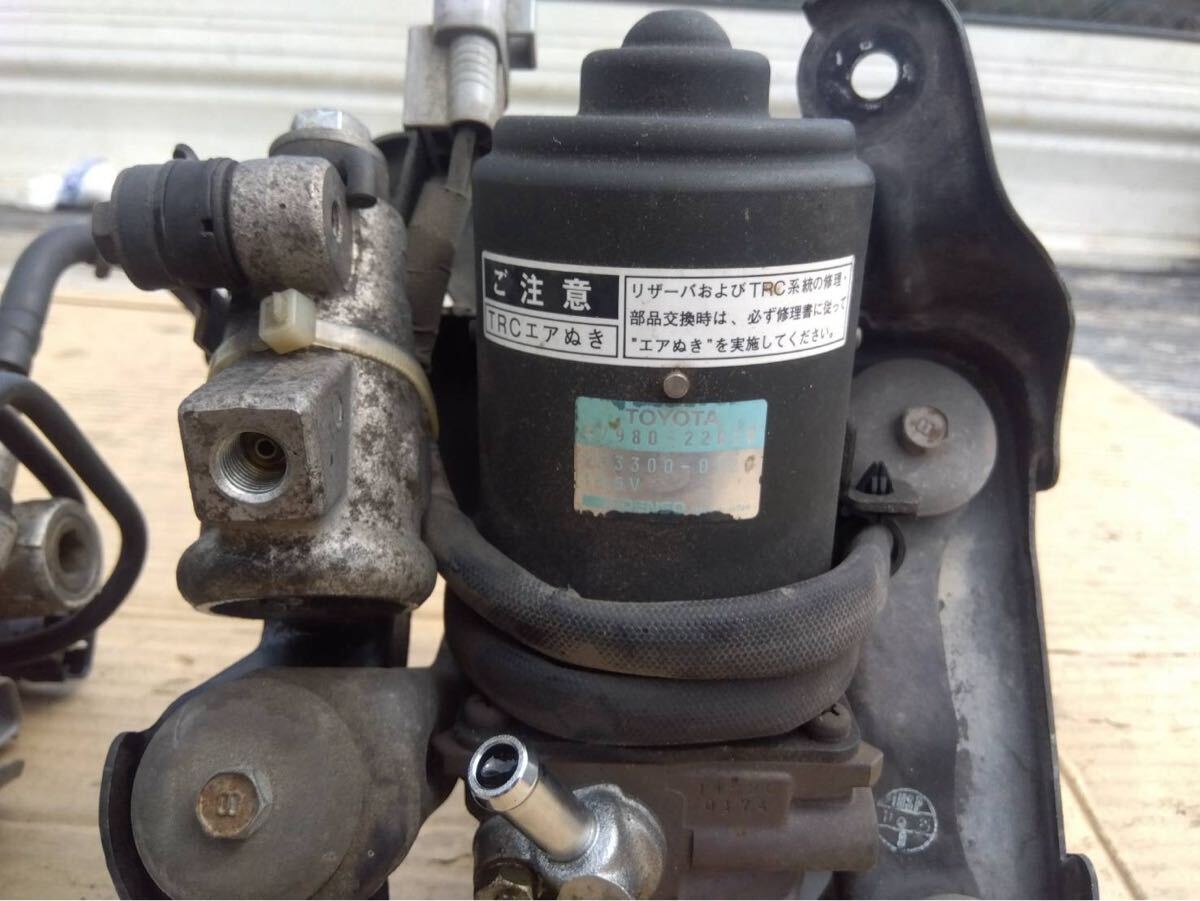 ご注意
TRCエアぬき
リザーバおよびTRC系統の修理・
部品交換時は、必ず修理書に従って
"エアぬき"を実施してください。
TOYOTA
DENSO
0174